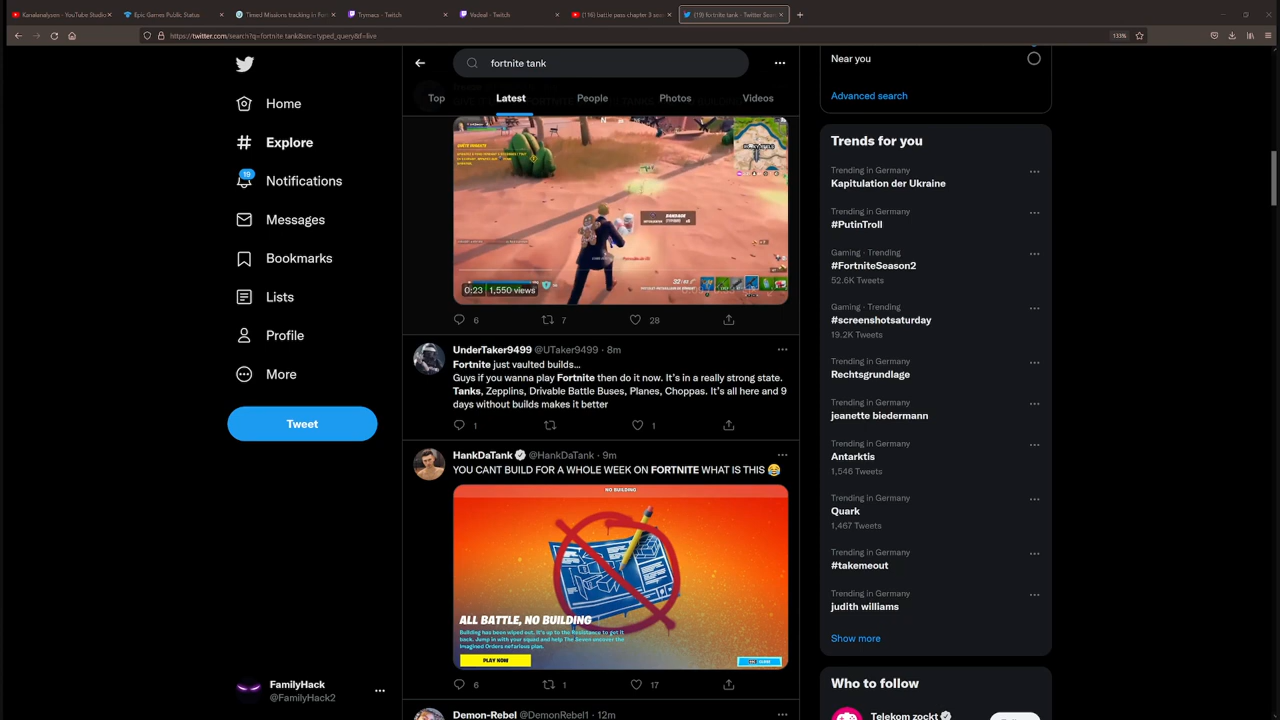 Kanalanalysen - YouTube Studio
Epic Games Public Status
Timed Missions tracking in Fort
Trymacs - Twitch
Vadeal - Twitch
(116) battle pass chapter 3 sea
(19) fortnite tank - Twitter Sear
https://twitter.com/search?q=fortnite tank&src=typed_query&f=live
133%
fortnite tank
Top
Latest
People
Photos
Videos
Home
Explore
19
Notifications
Messages
Bookmarks
Lists
Profile
More
Tweet
FamilyHack
@FamilyHack2
0:23 | 1,550 views
6
7
28
UnderTaker9499 @UTaker9499 · 8m
Fortnite just vaulted builds...
Guys if you wanna play Fortnite then do it now. It's in a really strong state.
Tanks, Zepplins, Drivable Battle Buses, Planes, Choppas. It's all here and 9
days without builds makes it better
1
1
HankDaTank @HankDaTank · 9m
YOU CANT BUILD FOR A WHOLE WEEK ON FORTNITE WHAT IS THIS 😂
NO BUILDING
ALL BATTLE, NO BUILDING
Building has been wiped out. It's up to the Resistance to get it
back. Jump in with your squad and help The Seven uncover the
Imagined Orders nefarious plan.
PLAY NOW
CLOSE
6
1
17
Demon-Rebel @DemonRebel1 · 12m
Near you
Advanced search
Trends for you
Trending in Germany
Kapitulation der Ukraine
Trending in Germany
#PutinTroll
Gaming · Trending
#FortniteSeason2
52.6K Tweets
Gaming · Trending
#screenshotsaturday
19.2K Tweets
Trending in Germany
Rechtsgrundlage
Trending in Germany
jeanette biedermann
Trending in Germany
Antarktis
1,546 Tweets
Trending in Germany
Quark
1,467 Tweets
Trending in Germany
#takemeout
Trending in Germany
judith williams
Show more
Who to follow
Telekom zockt